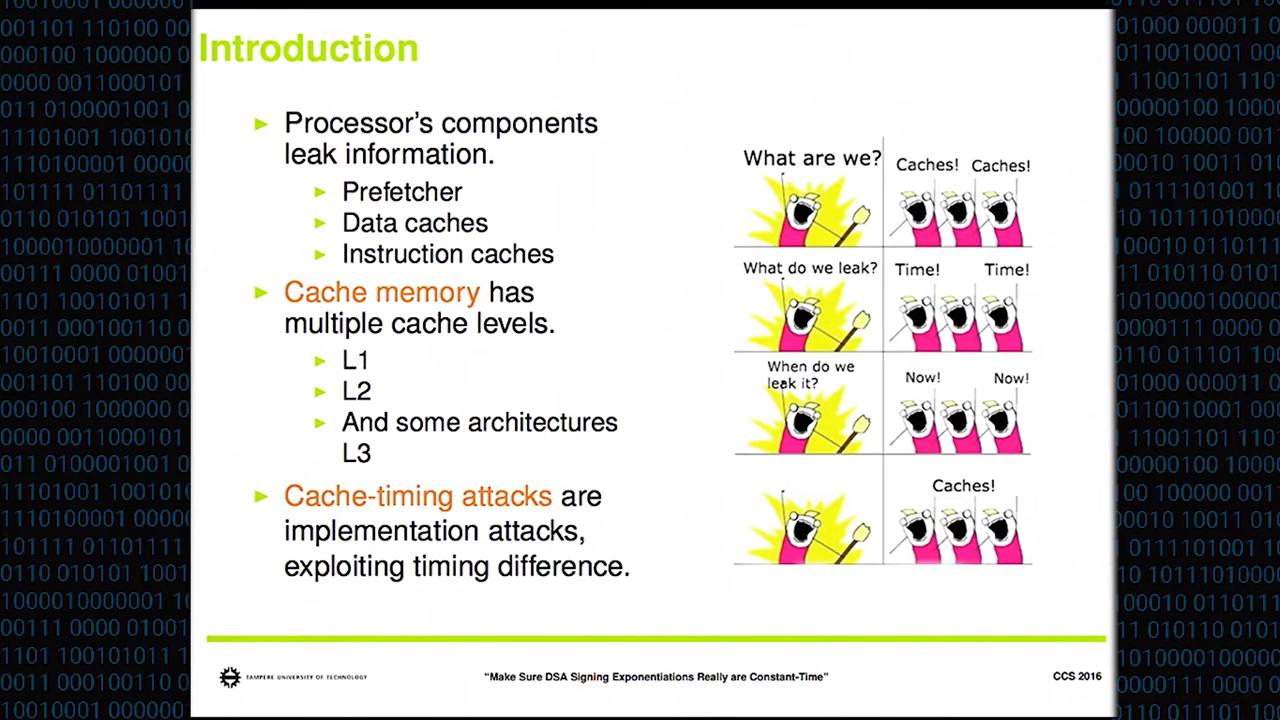 Introduction
Processor's components
leak information.
Prefetcher
Data caches
Instruction caches
Cache memory has
multiple cache levels.
L1
L2
And some architectures
L3
Cache-timing attacks are
implementation attacks,
exploiting timing difference.
What are we?
Caches! Caches!
What do we leak?
Time! Time!
When do we
leak it?
Now! Now!
Caches!
TAMPERE UNIVERSITY OF TECHNOLOGY
"Make Sure DSA Signing Exponentiations Really are Constant-Time"
CCS 2016